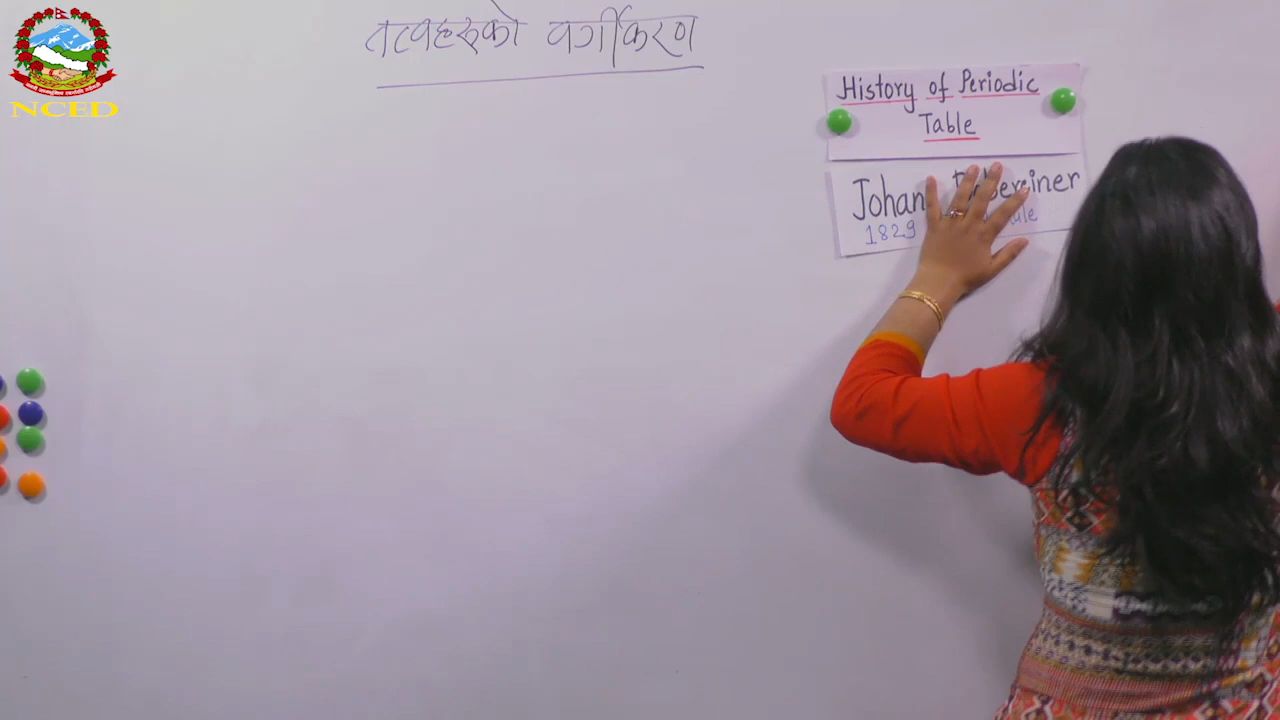 तत्वहरूको वर्गीकरण
NCED
History of Periodic
Table
Johan
1829